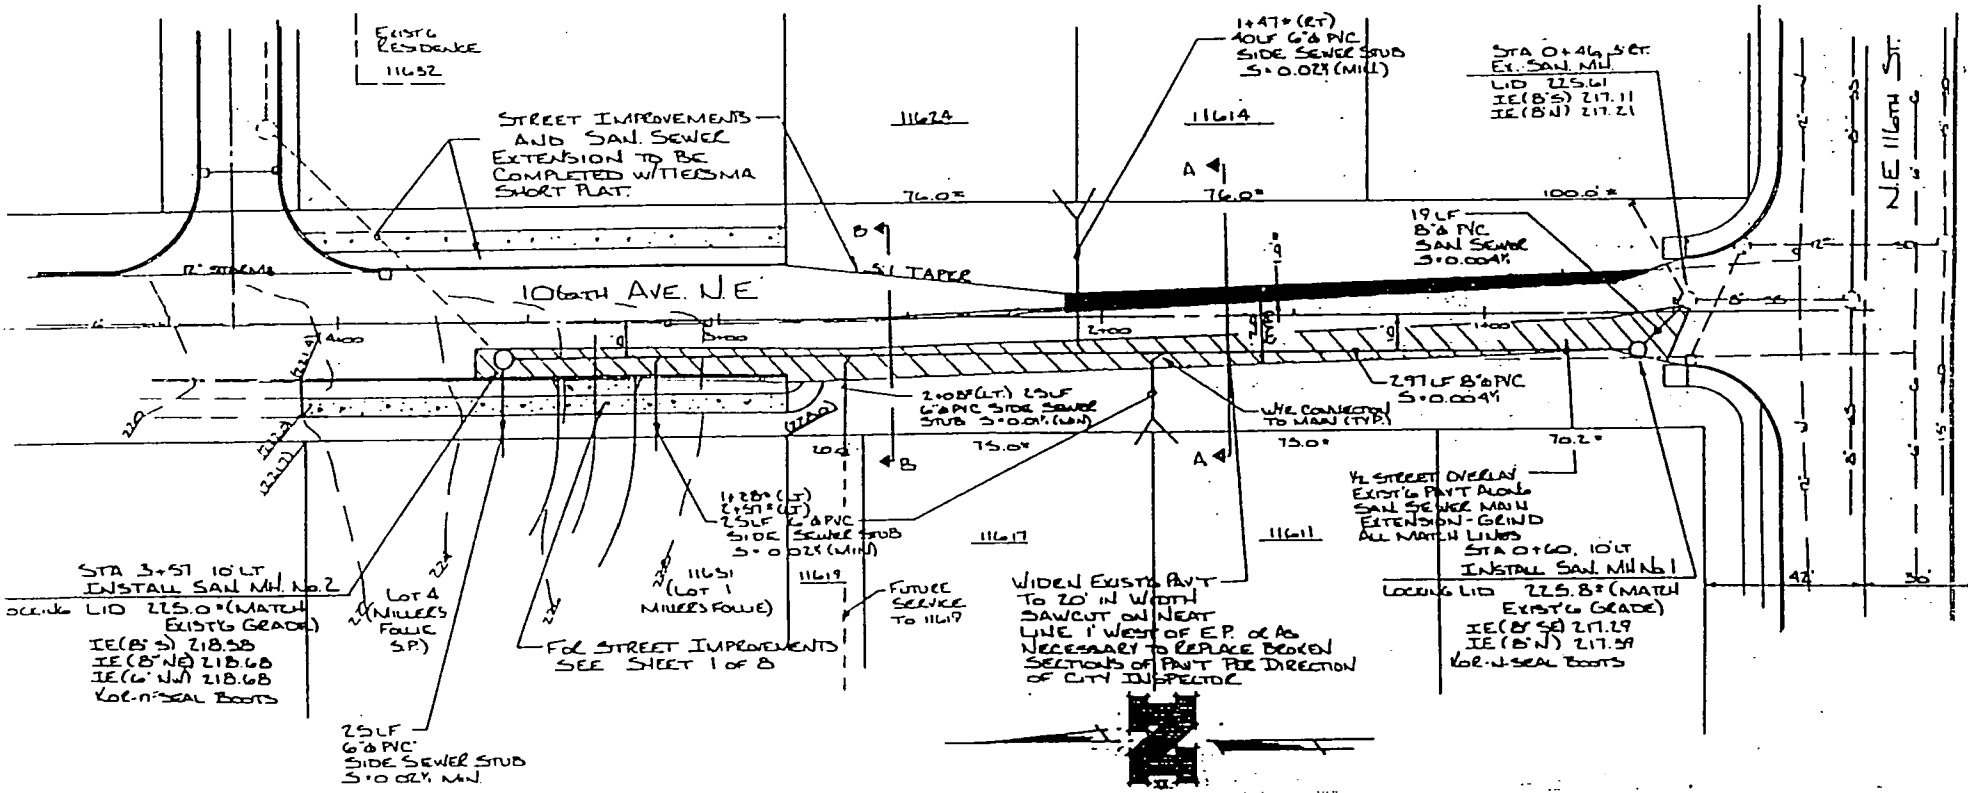 EXIST'G
RESIDENCE
11632
STREET IMPROVEMENTS
AND SAN. SEWER
EXTENSION TO BE
COMPLETED W/TIERSMA
SHORT PLAT.
1+47± (RT)
40LF 6"ø PVC
SIDE SEWER STUB
S=0.02% (MIN)
STA 0+46, 5' RT.
EX. SAN. MH.
LID 225.61
IE(8"S) 217.11
IE(8"N) 217.21
N.E 116TH ST.
11624
11614
A
76.0±
76.0±
100.0'±
19 LF
8"ø PVC
SAN SEWER
S=0.004%
B
5:1 TAPER
106TH AVE. N.E
12" STORM
4+00
3+00
2+00
1+00
8" SS
297 LF 8"ø PVC
S=0.004%
2+08±(LT.) 25LF
6"ø PVC SIDE SEWER
STUB S=0.01% (MIN)
WYE CONNECTION
TO MAIN (TYP.)
20.0
75.0±
75.0±
70.2±
B
A
1+28± (LT)
2+57± (LT)
25LF 6"ø PVC
SIDE SEWER STUB
S=0.02% (MIN)
11617
11611
1/2 STREET OVERLAY
EXIST'G PAV'T ALONG
SAN. SEWER MAIN
EXTENSION-GRIND
ALL MATCH LINES
STA 0+60, 10' LT
INSTALL SAN. MH No 1
LOCKING LID 225.8± (MATCH
EXIST'G GRADE)
IE(8" SE) 217.29
IE(8"N) 217.39
KOR-N-SEAL BOOTS
42'
30'
STA 3+57 10' LT
INSTALL SAN MH. No. 2
LOCKING LID 225.0±(MATCH
EXIST'G GRADE)
IE(8"S) 218.58
IE(8"NE) 218.68
IE(6"NW) 218.68
KOR-N-SEAL BOOTS
LOT 4
(MILLERS
FOLLIE
S.P.)
11631
(LOT 1
MILLERS FOLLIE)
11619
FUTURE
SERVICE
TO 11619
FOR STREET IMPROVEMENTS
SEE SHEET 1 OF 8
WIDEN EXIST'G PAV'T
TO 20' IN WIDTH
SAWCUT ON NEAT
LINE 1' WEST OF E.P. OR AS
NECESSARY TO REPLACE BROKEN
SECTIONS OF PAV'T PER DIRECTION
OF CITY INSPECTOR
25LF
6"ø PVC
SIDE SEWER STUB
S=0.02% MIN.
N